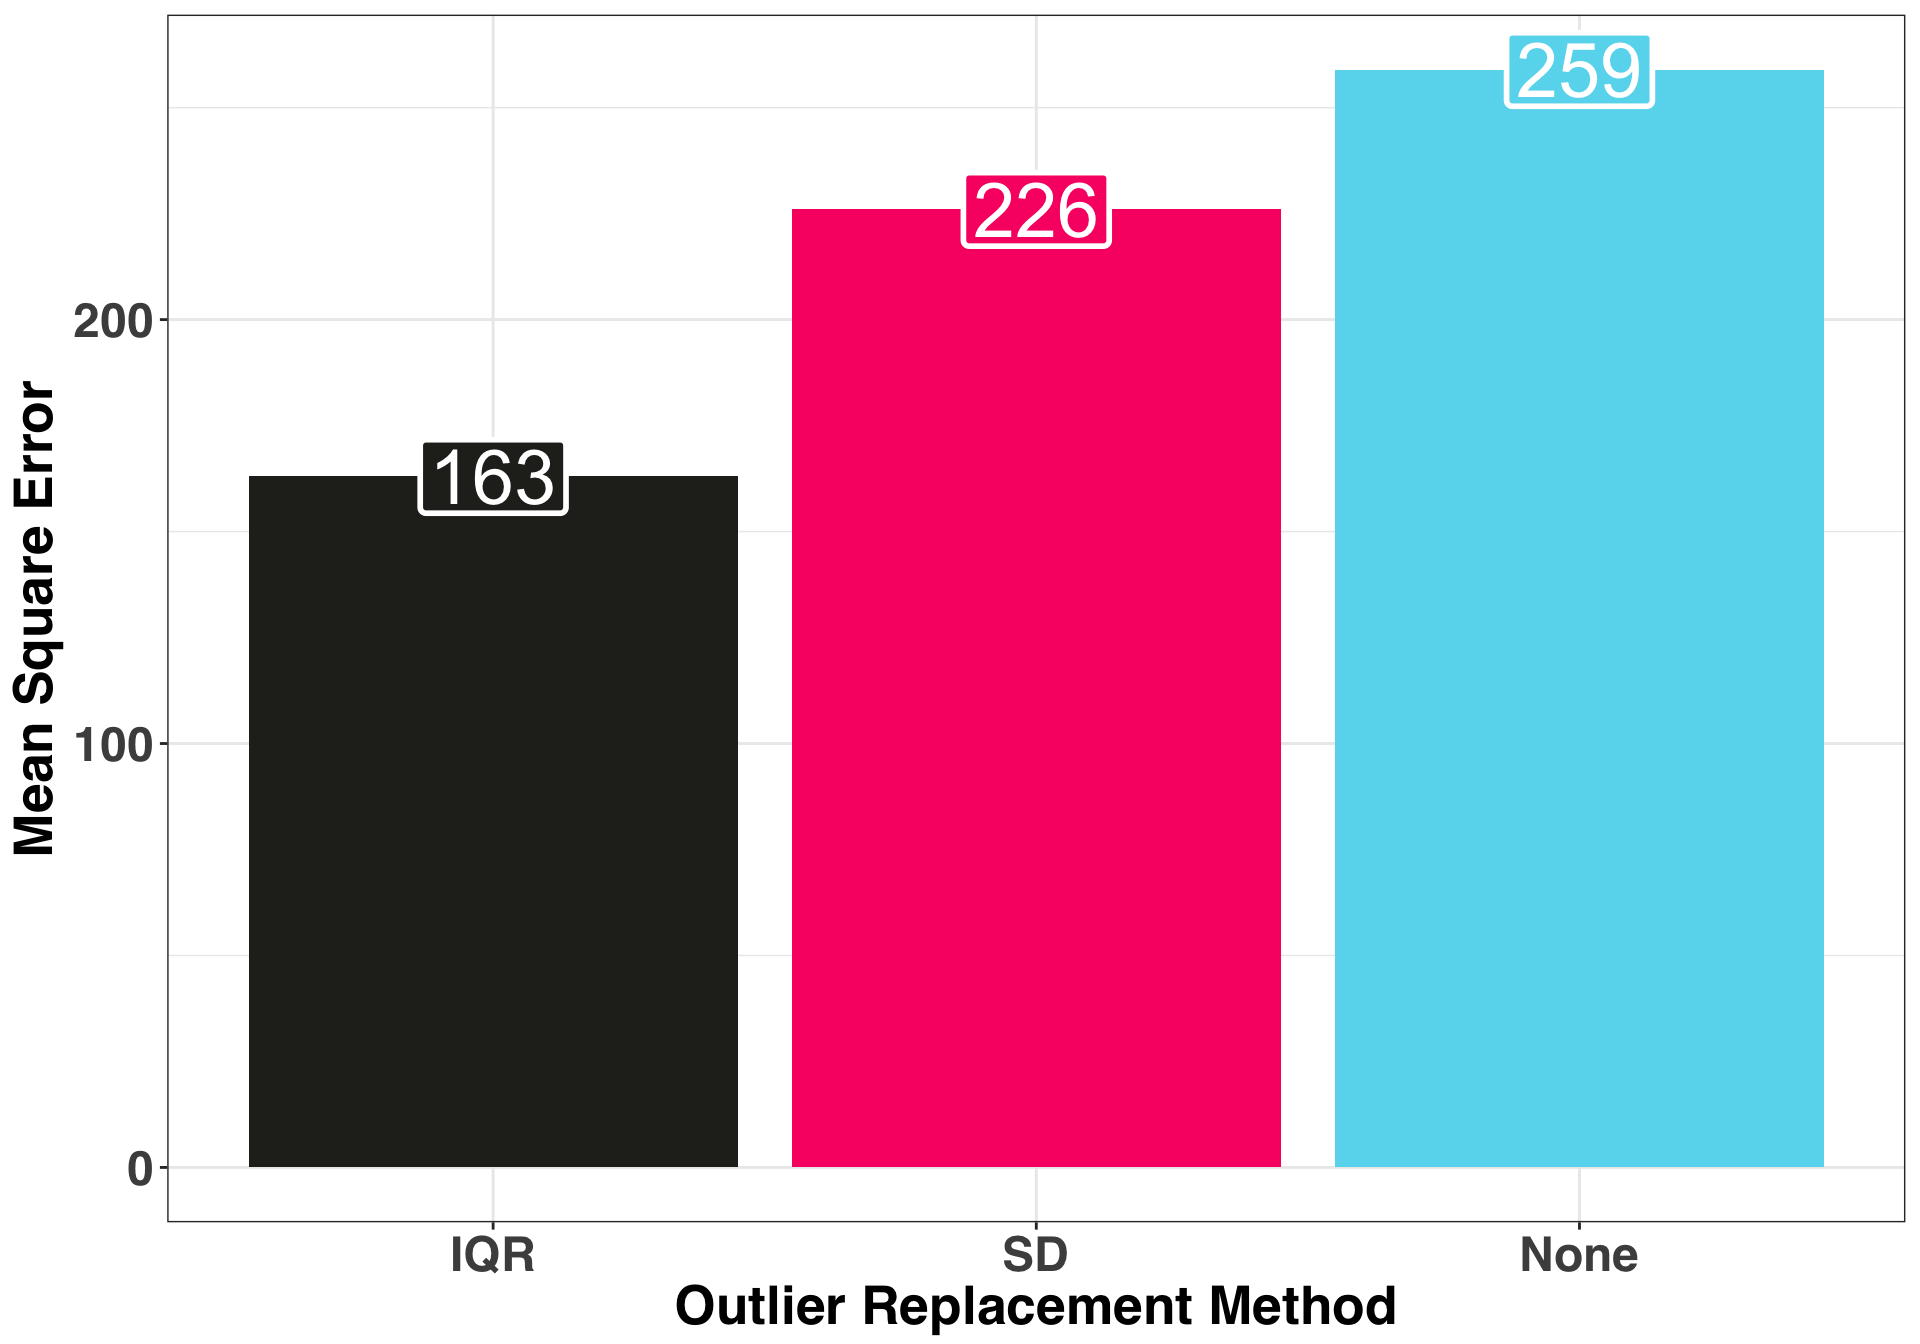 259
226
200
163
100
0
Mean Square Error
IQR
SD
None
Outlier Replacement Method